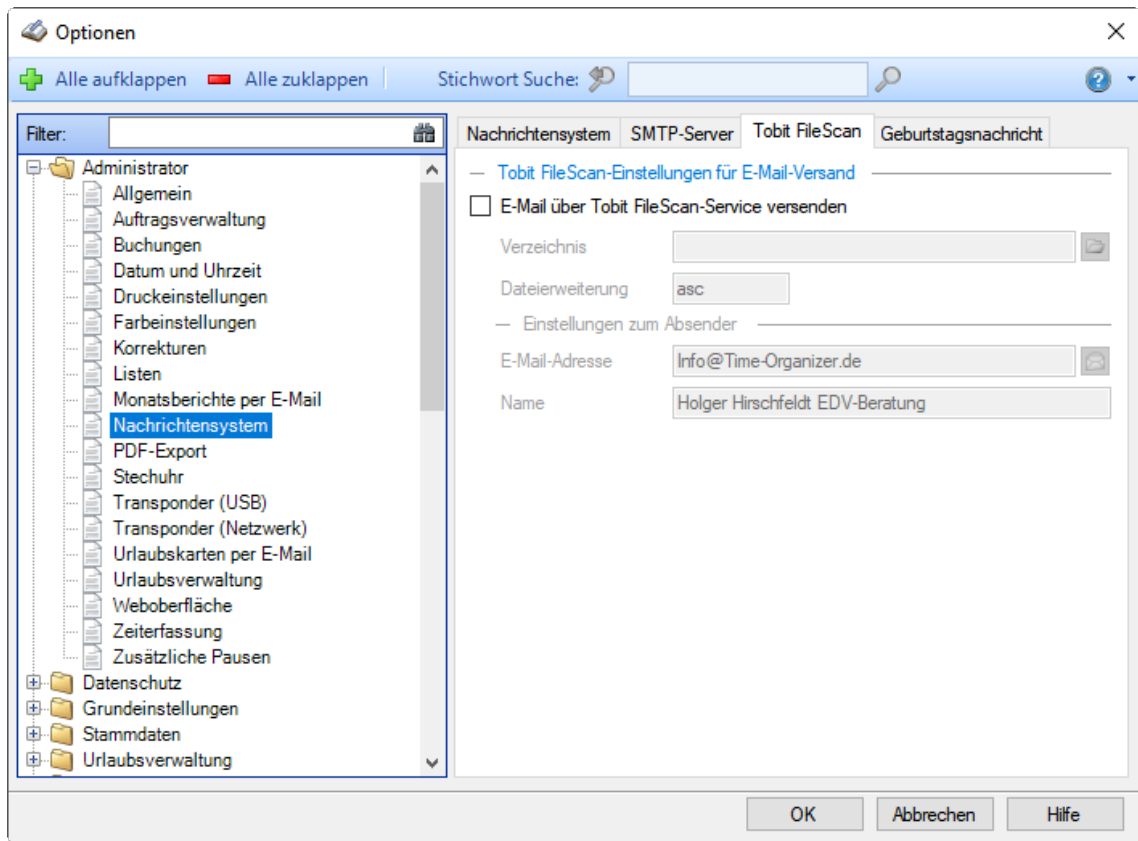 Optionen
Alle aufklappen Alle zuklappen Stichwort Suche:
Filter:
Administrator
Allgemein
Auftragsverwaltung
Buchungen
Datum und Uhrzeit
Druckeinstellungen
Farbeinstellungen
Korrekturen
Listen
Monatsberichte per E-Mail
Nachrichtensystem
PDF-Export
Stechuhr
Transponder (USB)
Transponder (Netzwerk)
Urlaubskarten per E-Mail
Urlaubsverwaltung
Weboberfläche
Zeiterfassung
Zusätzliche Pausen
Datenschutz
Grundeinstellungen
Stammdaten
Urlaubsverwaltung
Nachrichtensystem SMTP-Server Tobit FileScan Geburtstagsnachricht
Tobit FileScan-Einstellungen für E-Mail-Versand
E-Mail über Tobit FileScan-Service versenden
Verzeichnis
Dateierweiterung asc
Einstellungen zum Absender
E-Mail-Adresse Info@Time-Organizer.de
Name Holger Hirschfeldt EDV-Beratung
OK Abbrechen Hilfe